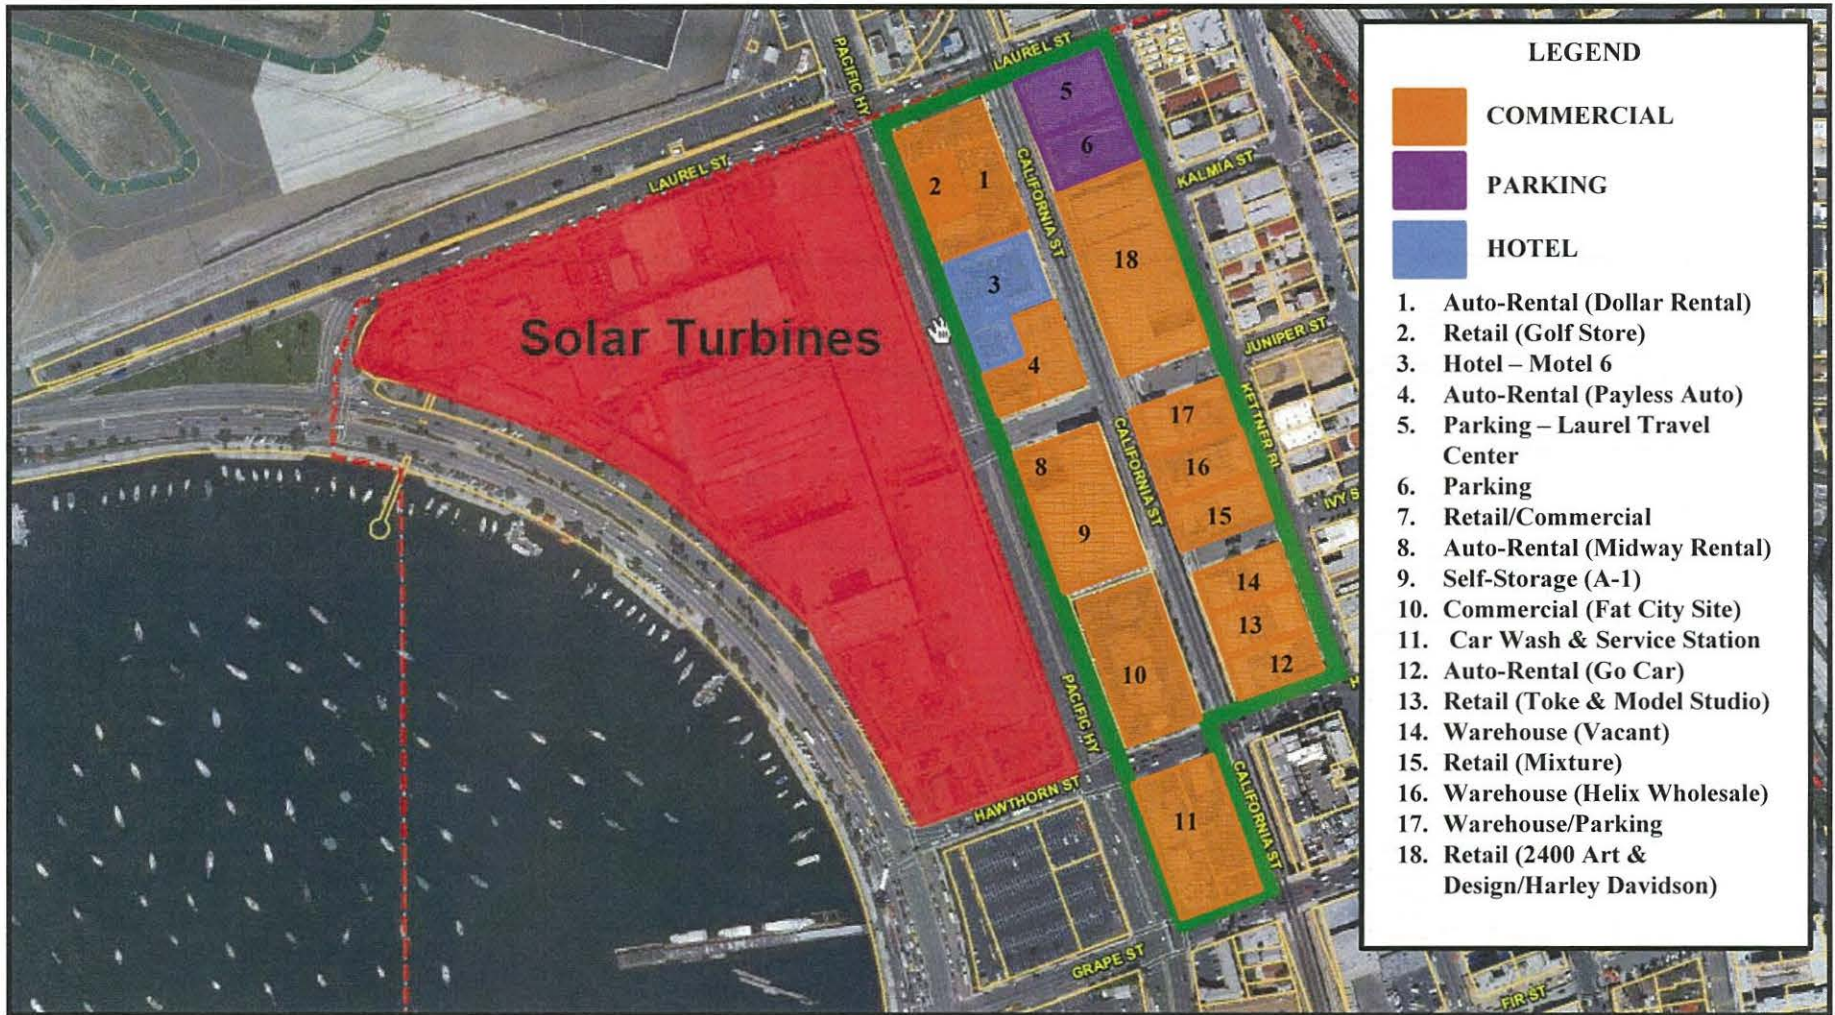 PACIFIC HY
LAUREL ST
LAUREL ST
CALIFORNIA ST
KALMIA ST
JUNIPER ST
KETTNER BL
IVY S
CALIFORNIA ST
PACIFIC HY
HAWTHORN ST
H
CALIFORNIA ST
GRAPE ST
FIR ST
Solar Turbines
5
6
2
1
18
3
4
17
8
16
15
9
14
13
12
10
11
LEGEND
COMMERCIAL
PARKING
HOTEL
1. Auto-Rental (Dollar Rental)
2. Retail (Golf Store)
3. Hotel – Motel 6
4. Auto-Rental (Payless Auto)
5. Parking – Laurel Travel
Center
6. Parking
7. Retail/Commercial
8. Auto-Rental (Midway Rental)
9. Self-Storage (A-1)
10. Commercial (Fat City Site)
11. Car Wash & Service Station
12. Auto-Rental (Go Car)
13. Retail (Toke & Model Studio)
14. Warehouse (Vacant)
15. Retail (Mixture)
16. Warehouse (Helix Wholesale)
17. Warehouse/Parking
18. Retail (2400 Art &
Design/Harley Davidson)